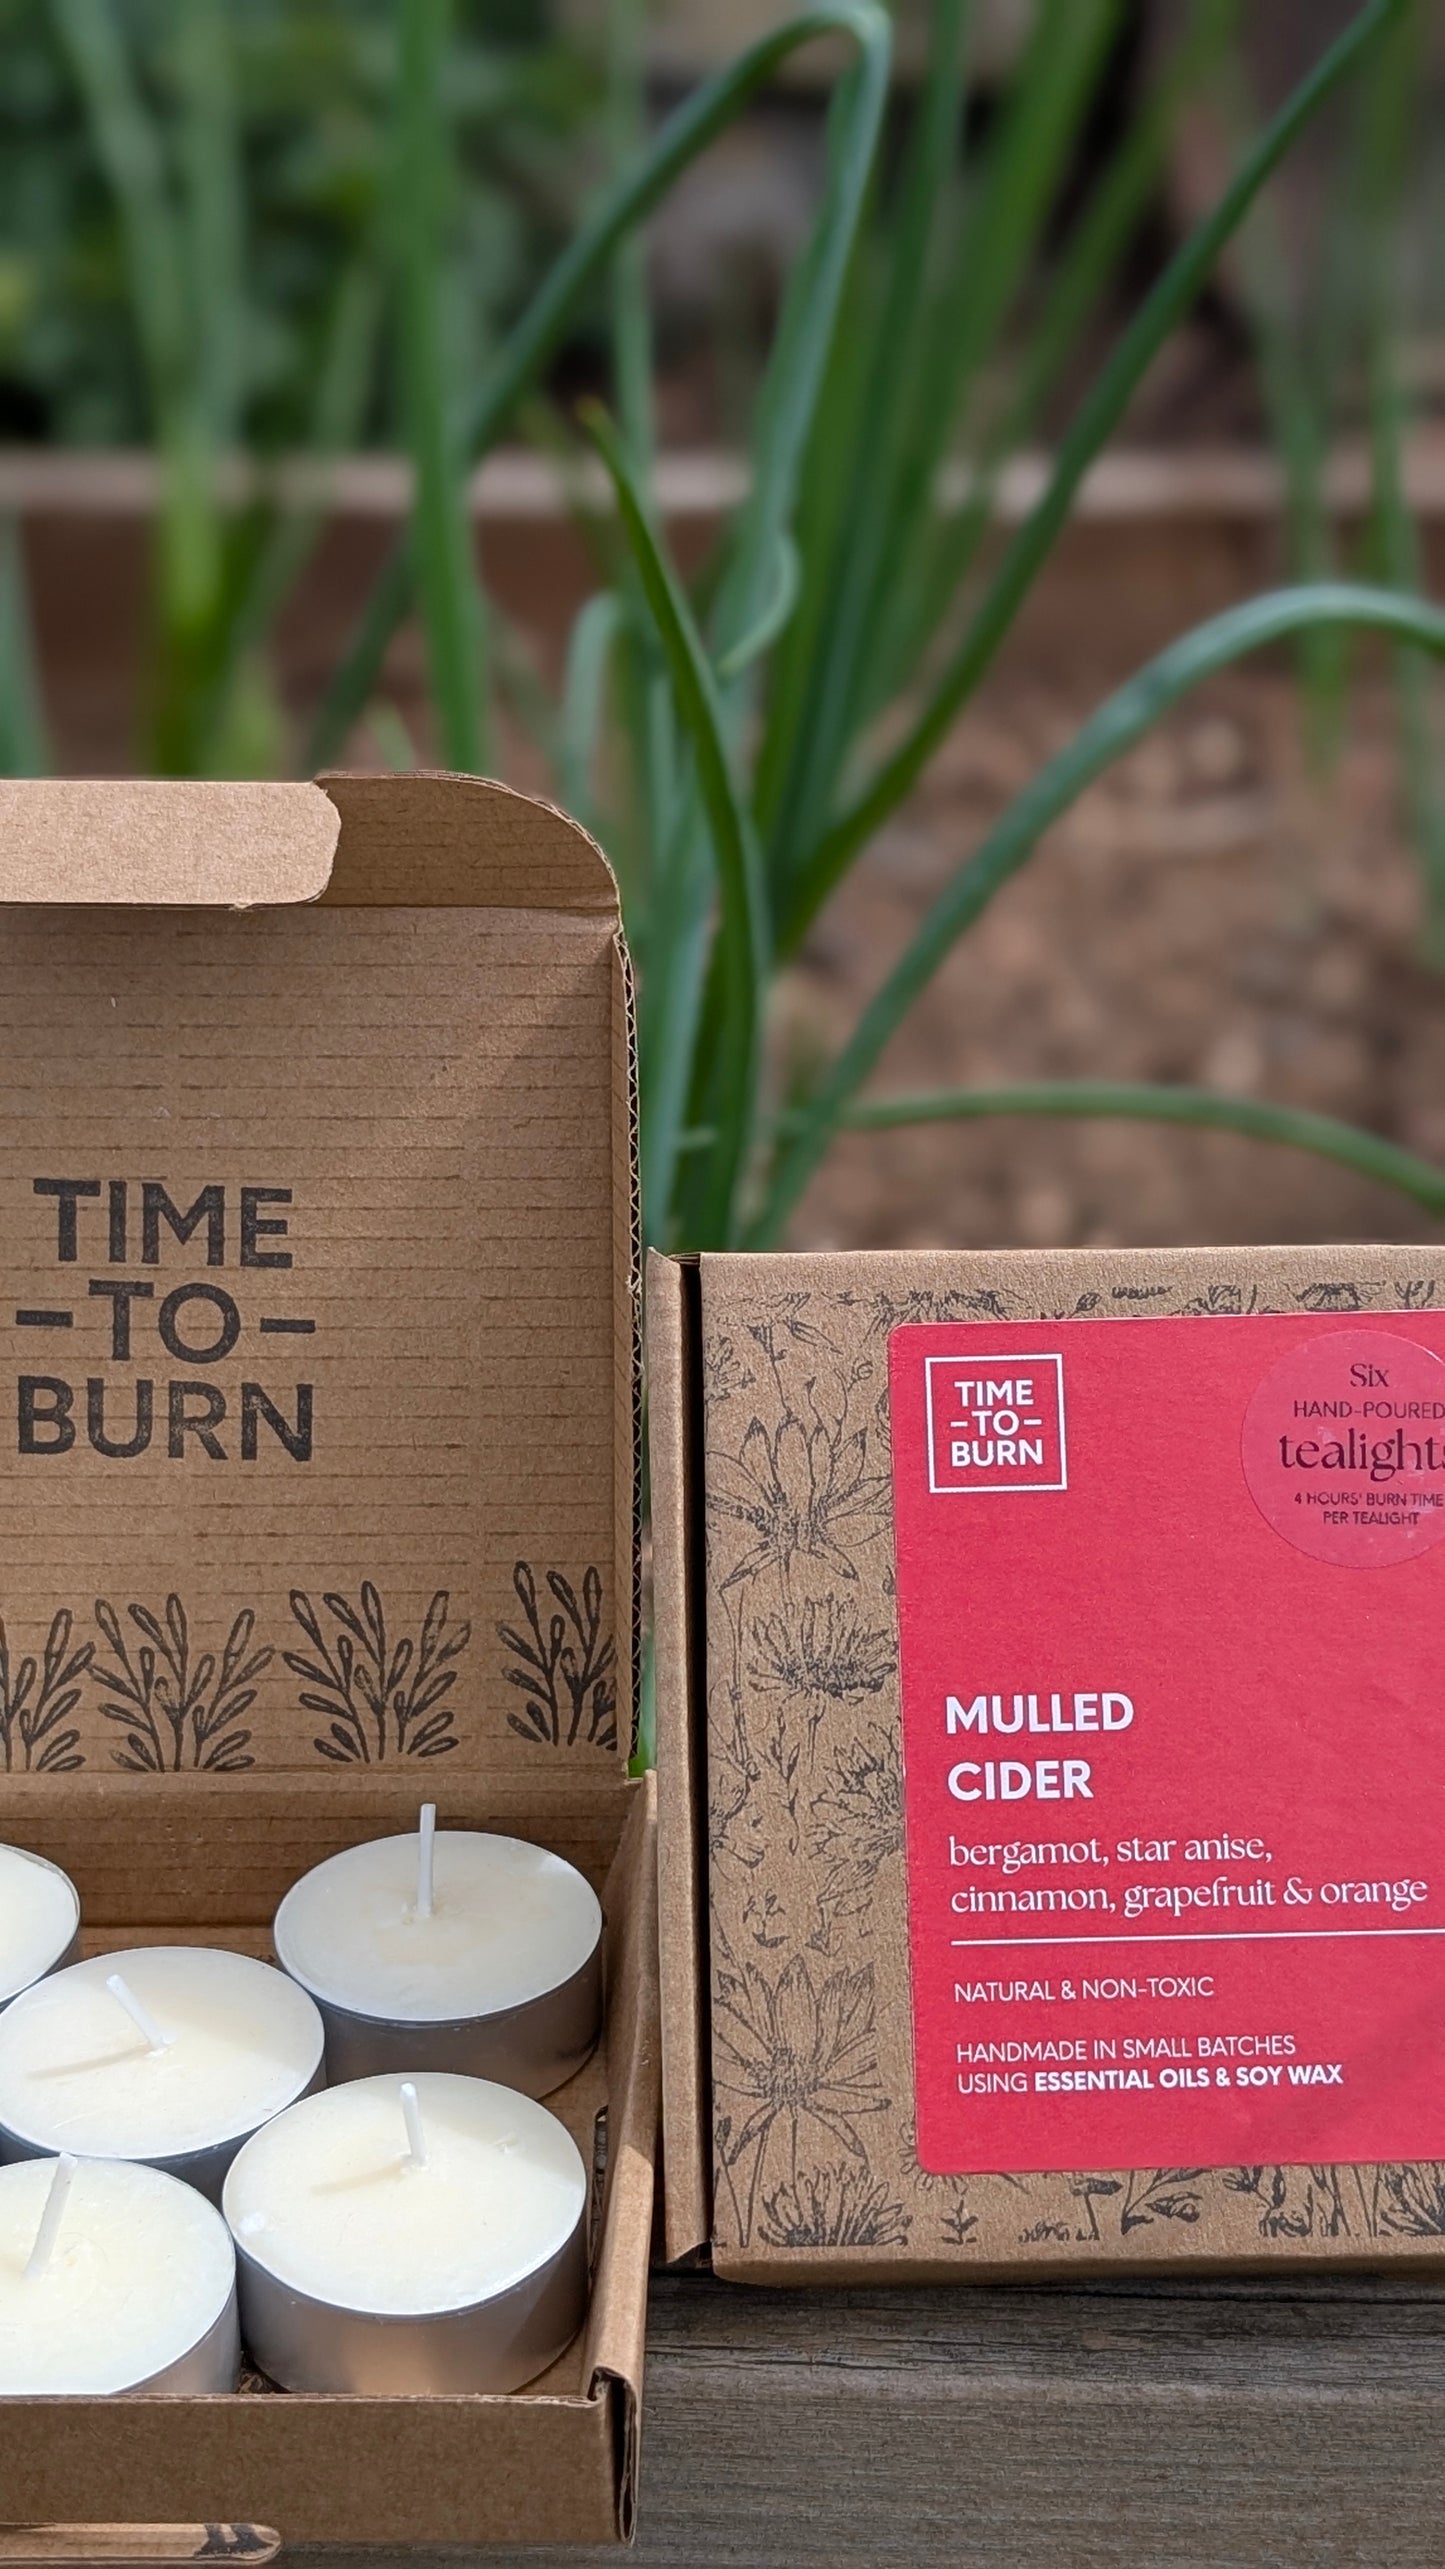 TIME
-TO-
BURN
TIME
-TO-
BURN
Six
HAND-POURED
tealights
4 HOURS' BURN TIME
PER TEALIGHT
MULLED
CIDER
bergamot, star anise,
cinnamon, grapefruit & orange
NATURAL & NON-TOXIC
HANDMADE IN SMALL BATCHES
USING ESSENTIAL OILS & SOY WAX